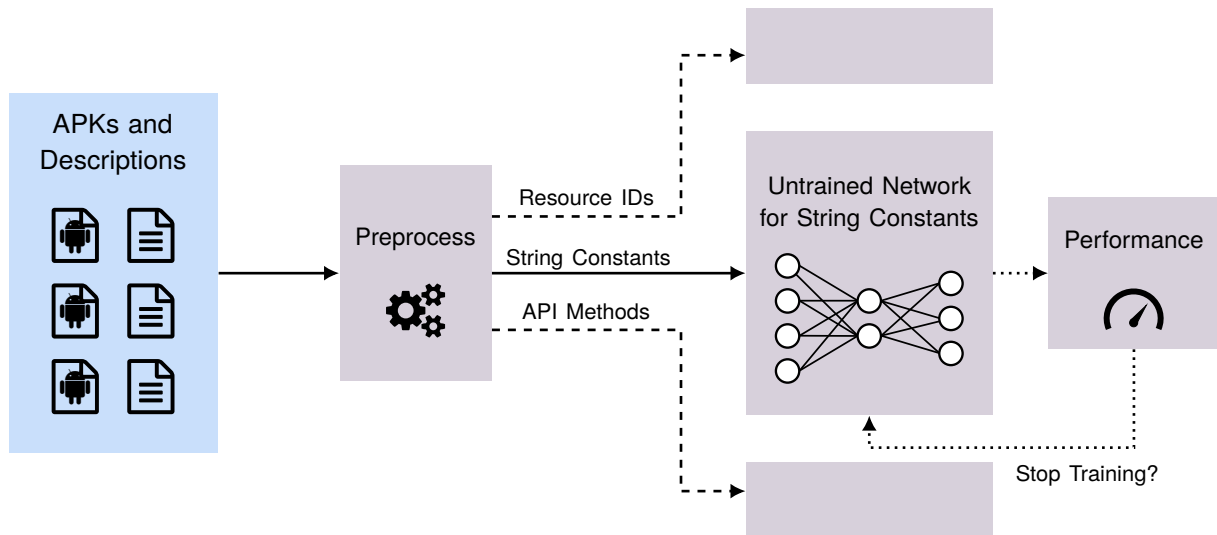 APKs and
Descriptions
Preprocess
Resource IDs
String Constants
API Methods
Untrained Network
for String Constants
Performance
Stop Training?